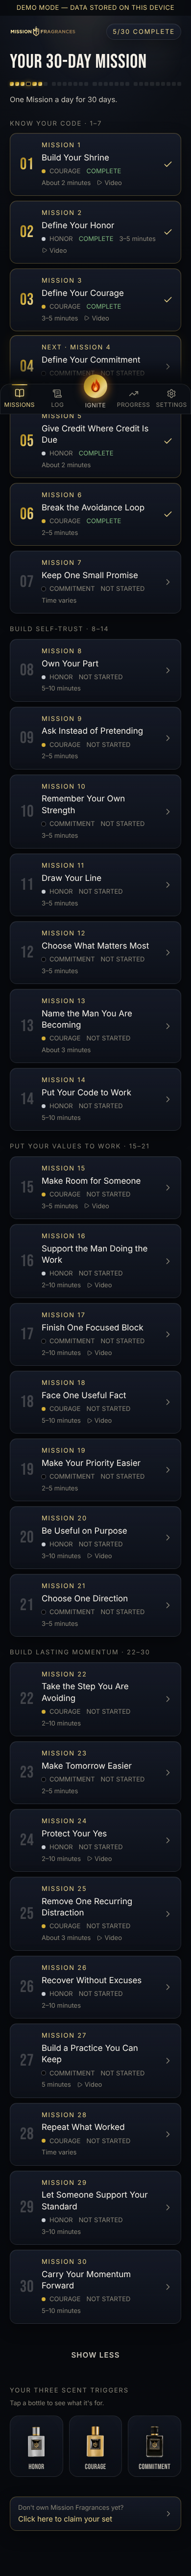 DEMO MODE — DATA STORED ON THIS DEVICE
MISSION FRAGRANCES
5/30 COMPLETE
YOUR 30-DAY MISSION
One Mission a day for 30 days.
KNOW YOUR CODE · 1–7
MISSION 1
01
Build Your Shrine
COURAGE COMPLETE
About 2 minutes Video
MISSION 2
02
Define Your Honor
HONOR COMPLETE 3–5 minutes
Video
MISSION 3
03
Define Your Courage
COURAGE COMPLETE
3–5 minutes Video
NEXT · MISSION 4
04
Define Your Commitment
COMMITMENT NOT STARTED
MISSIONS
LOG
IGNITE
PROGRESS
SETTINGS
MISSION 5
05
Give Credit Where Credit Is
Due
HONOR COMPLETE
About 2 minutes
MISSION 6
06
Break the Avoidance Loop
COURAGE COMPLETE
2–5 minutes
MISSION 7
07
Keep One Small Promise
COMMITMENT NOT STARTED
Time varies
BUILD SELF-TRUST · 8–14
MISSION 8
08
Own Your Part
HONOR NOT STARTED
5–10 minutes
MISSION 9
09
Ask Instead of Pretending
COURAGE NOT STARTED
2–5 minutes
MISSION 10
10
Remember Your Own
Strength
COMMITMENT NOT STARTED
3–5 minutes
MISSION 11
11
Draw Your Line
HONOR NOT STARTED
3–5 minutes
MISSION 12
12
Choose What Matters Most
COMMITMENT NOT STARTED
3–5 minutes
MISSION 13
13
Name the Man You Are
Becoming
COURAGE NOT STARTED
About 3 minutes
MISSION 14
14
Put Your Code to Work
HONOR NOT STARTED
5–10 minutes
PUT YOUR VALUES TO WORK · 15–21
MISSION 15
15
Make Room for Someone
COURAGE NOT STARTED
3–5 minutes Video
MISSION 16
16
Support the Man Doing the
Work
HONOR NOT STARTED
2–10 minutes Video
MISSION 17
17
Finish One Focused Block
COMMITMENT NOT STARTED
2–10 minutes Video
MISSION 18
18
Face One Useful Fact
COURAGE NOT STARTED
5–10 minutes Video
MISSION 19
19
Make Your Priority Easier
COMMITMENT NOT STARTED
2–5 minutes
MISSION 20
20
Be Useful on Purpose
HONOR NOT STARTED
3–10 minutes Video
MISSION 21
21
Choose One Direction
COMMITMENT NOT STARTED
3–5 minutes
BUILD LASTING MOMENTUM · 22–30
MISSION 22
22
Take the Step You Are
Avoiding
COURAGE NOT STARTED
2–10 minutes
MISSION 23
23
Make Tomorrow Easier
COMMITMENT NOT STARTED
2–5 minutes
MISSION 24
24
Protect Your Yes
HONOR NOT STARTED
2–10 minutes Video
MISSION 25
25
Remove One Recurring
Distraction
COURAGE NOT STARTED
About 3 minutes Video
MISSION 26
26
Recover Without Excuses
HONOR NOT STARTED
2–10 minutes
MISSION 27
27
Build a Practice You Can
Keep
COMMITMENT NOT STARTED
5 minutes Video
MISSION 28
28
Repeat What Worked
COURAGE NOT STARTED
Time varies
MISSION 29
29
Let Someone Support Your
Standard
HONOR NOT STARTED
3–10 minutes
MISSION 30
30
Carry Your Momentum
Forward
COURAGE NOT STARTED
5–10 minutes
SHOW LESS
YOUR THREE SCENT TRIGGERS
Tap a bottle to see what it's for.
HONOR
COURAGE
COMMITMENT
Don't own Mission Fragrances yet?
Click here to claim your set